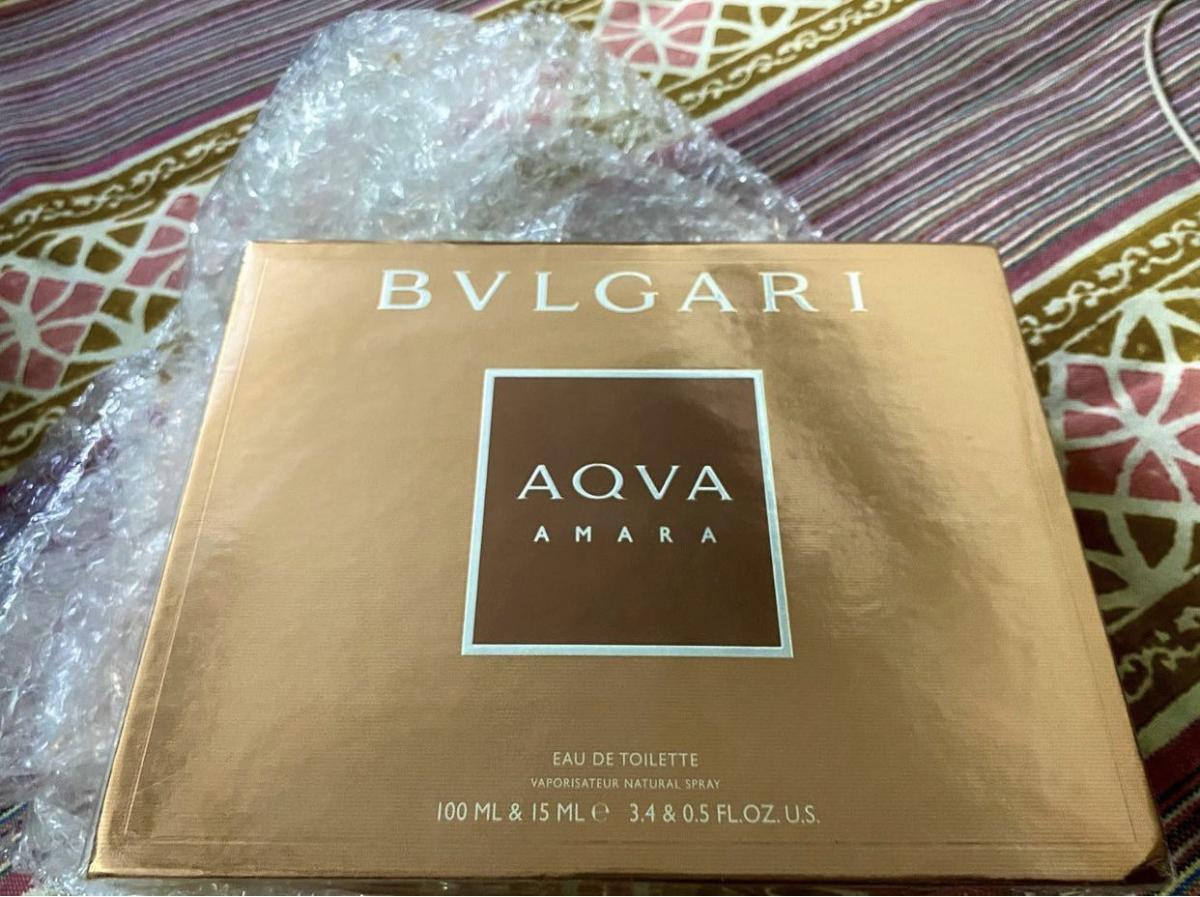 BVLGARI
AQVA
AMARA
EAU DE TOILETTE
VAPORISATEUR NATURAL SPRAY
100 ML & 15 ML ℮ 3.4 & 0.5 FL.OZ. U.S.